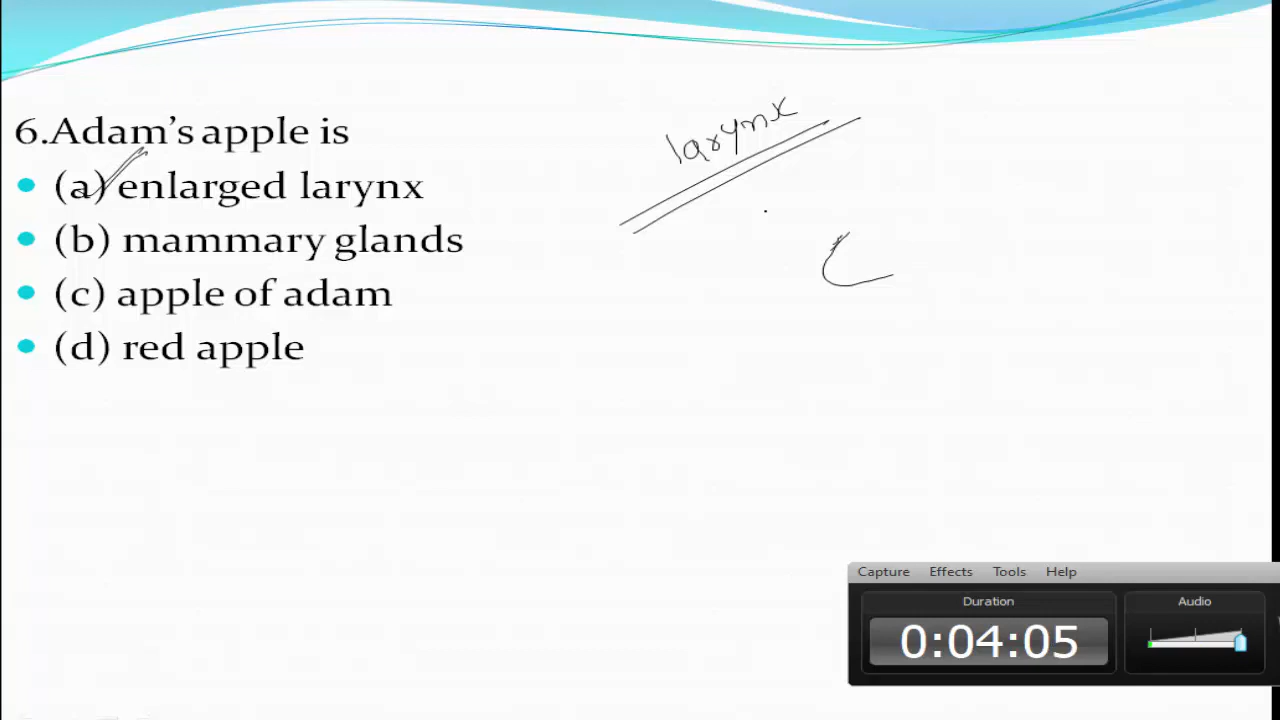 6.Adam's apple is
(a) enlarged larynx
(b) mammary glands
(c) apple of adam
(d) red apple
larynx
Capture Effects Tools Help
Duration Audio
0:04:05